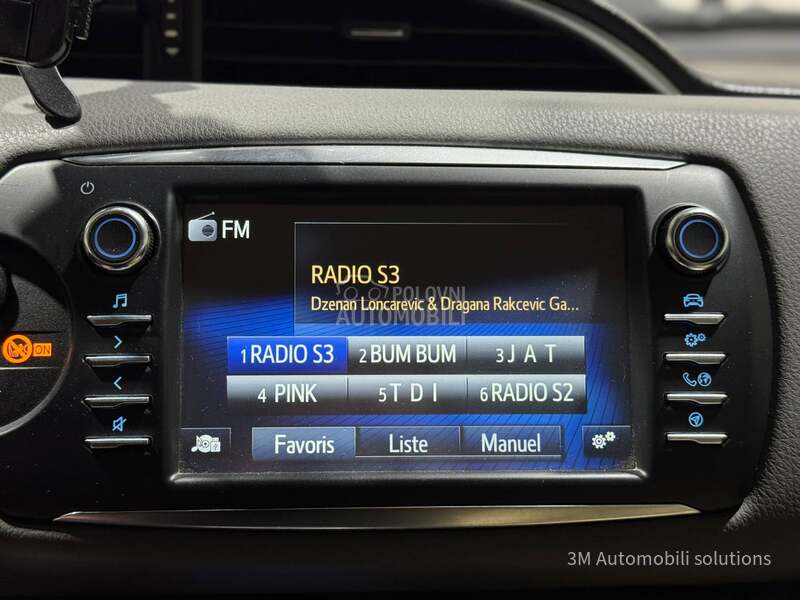 FM
RADIO S3
Dzenan Loncarevic & Dragana Rakcevic Ga...
POLOVNI
AUTOMOBILI
1 RADIO S3 2 BUM BUM 3 J A T
4 PINK 5 T D I 6 RADIO S2
Favoris Liste Manuel
ON
3M Automobili solutions